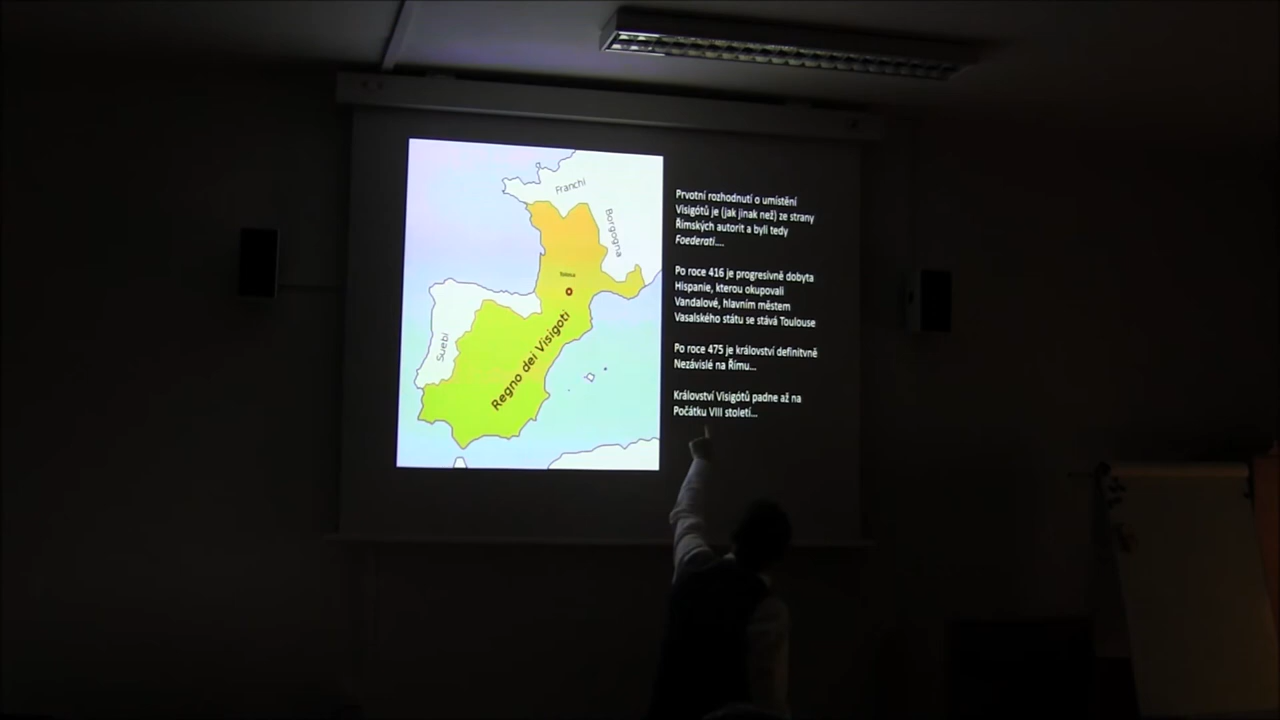 Franchi
Borgogna
Tolosa
Suebi
Regno dei Visigoti
Prvotní rozhodnutí o umístění
Visigótů je (jak jinak než) ze strany
Římských autorit a byli tedy
Foederati....
Po roce 416 je progresivně dobyta
Hispanie, kterou okupovali
Vandalové, hlavním městem
Vasalského státu se stává Toulouse
Po roce 475 je království definitvně
Nezávislé na Římu...
Království Visigótů padne až na
Počátku VIII století...